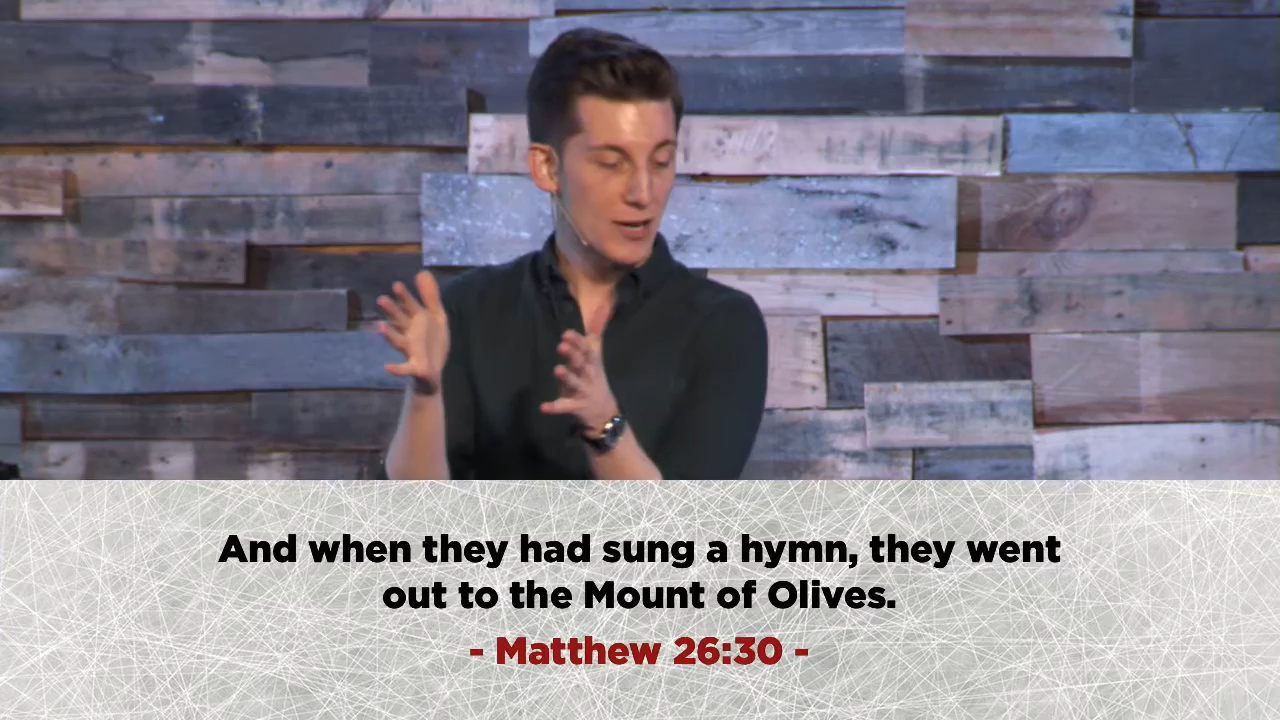 And when they had sung a hymn, they went
out to the Mount of Olives.
- Matthew 26:30 -